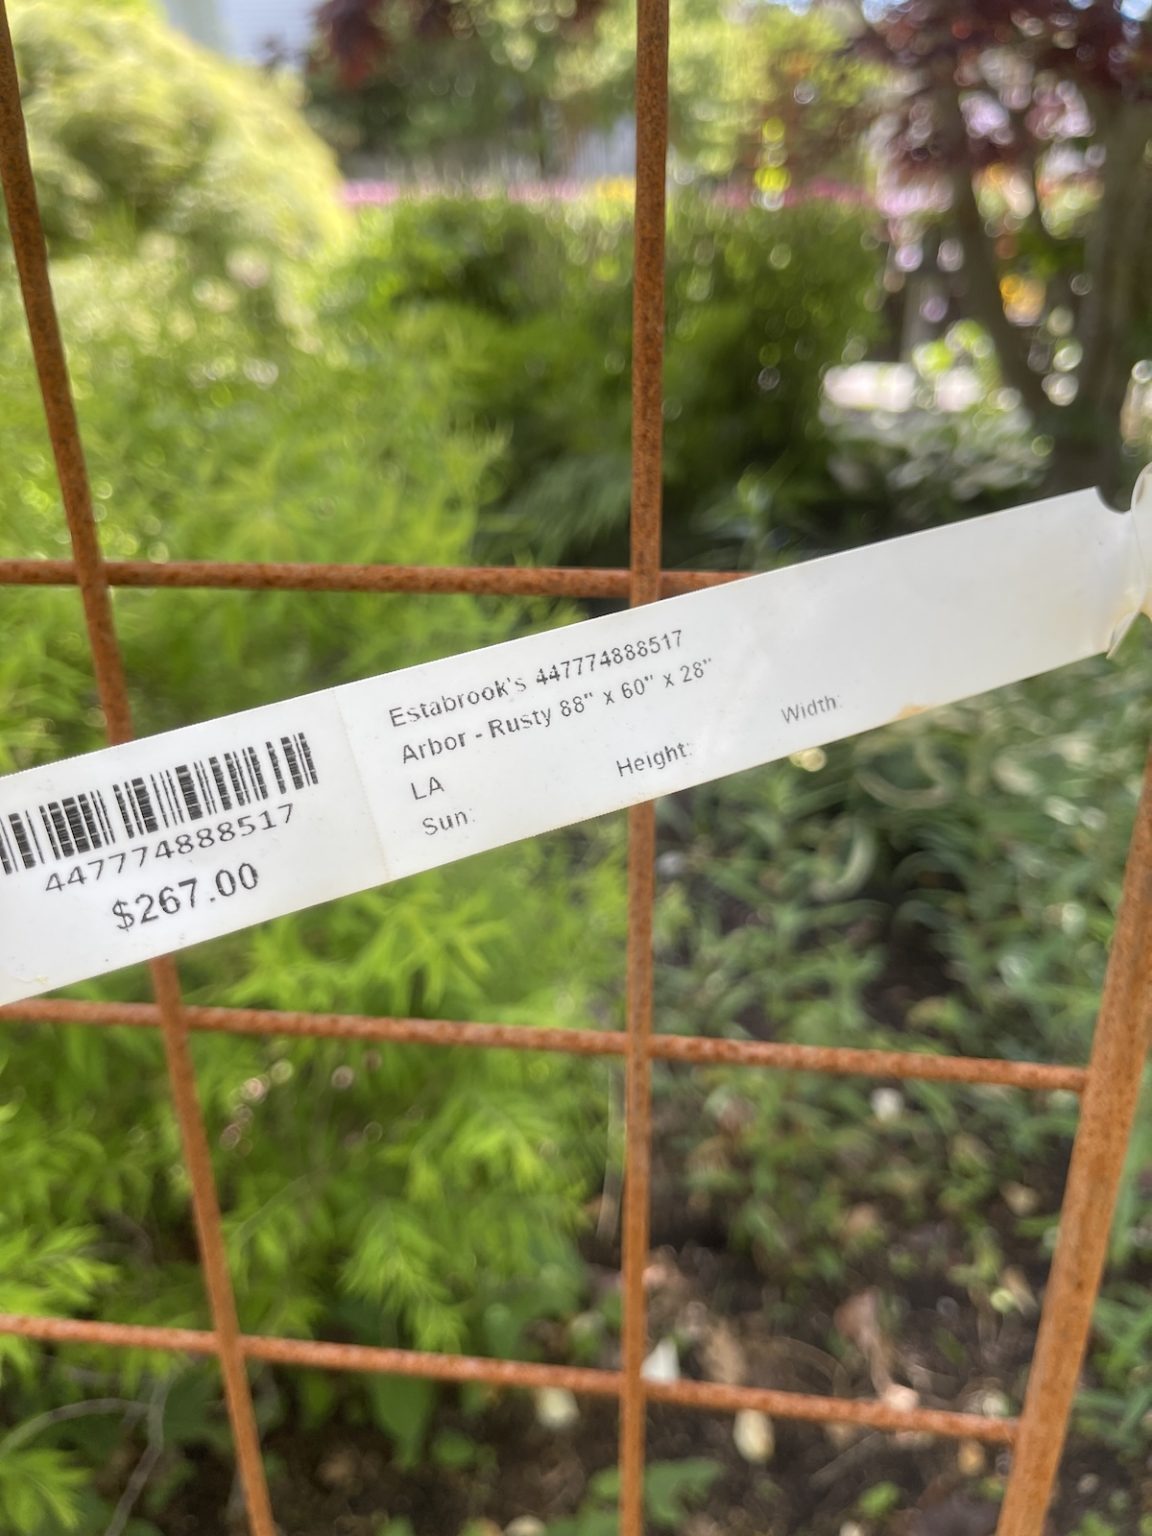 Estabrook's 447774888517
Arbor - Rusty 88" x 60" x 28"
LA
Height:
Width:
Sun:
447774888517
$267.00